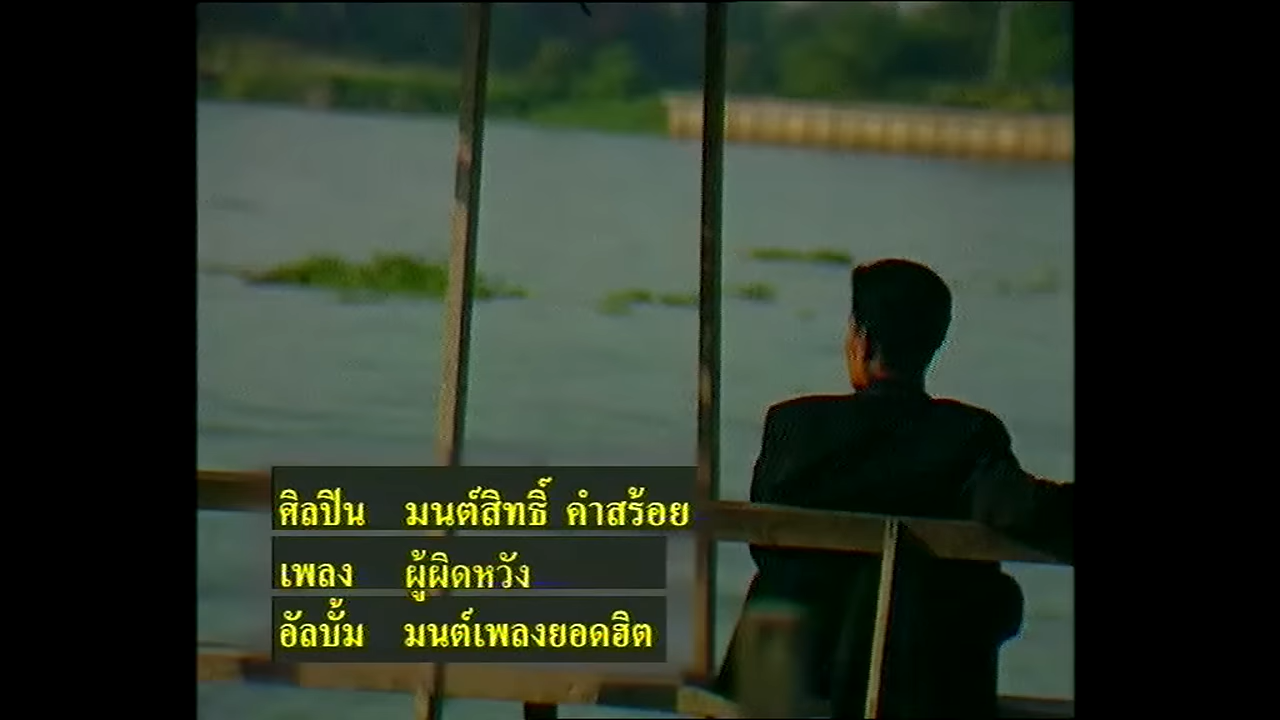 ศิลปิน มนต์สิทธิ์ คำสร้อย
เพลง ผู้ผิดหวัง
อัลบั้ม มนต์เพลงยอดฮิต